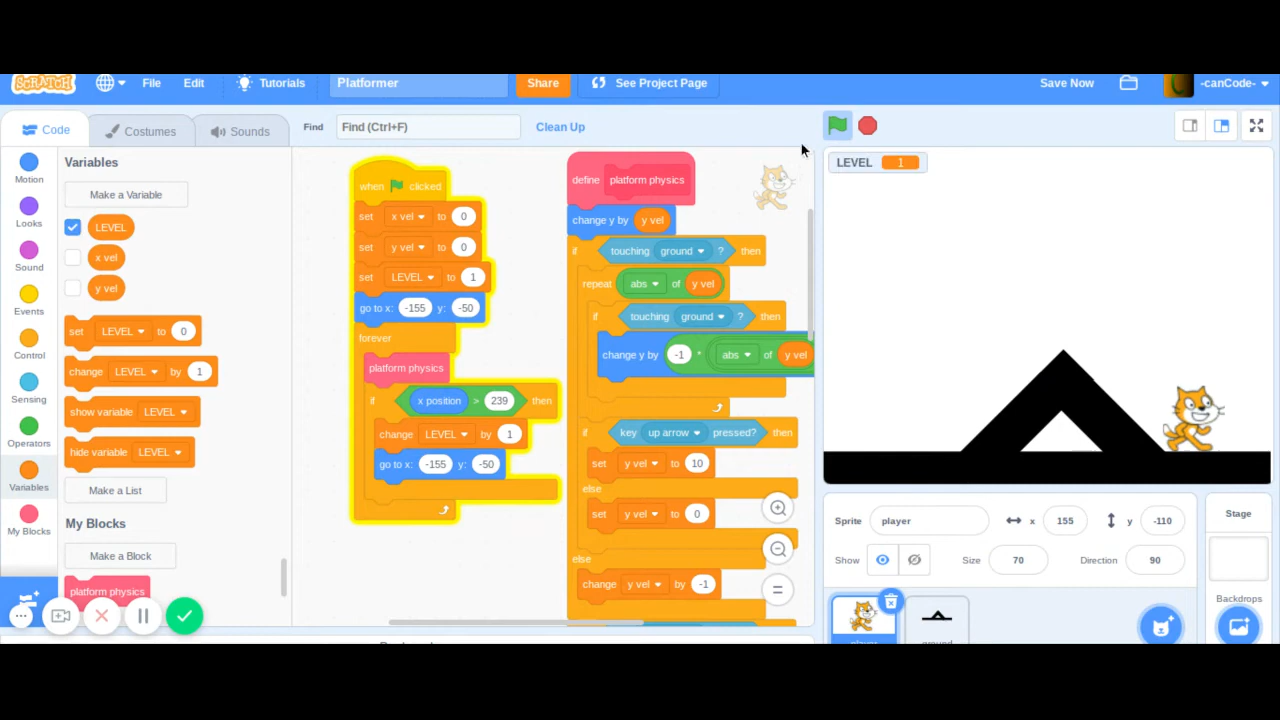 SCRATCH File Edit Tutorials Platformer Share See Project Page Save Now -canCode-
Code Costumes Sounds Find Find (Ctrl+F) Clean Up
Motion
Looks
Sound
Events
Control
Sensing
Operators
Variables
My Blocks
Variables
Make a Variable
LEVEL
x vel
y vel
set LEVEL to 0
change LEVEL by 1
show variable LEVEL
hide variable LEVEL
Make a List
My Blocks
Make a Block
platform physics
when clicked
set x vel to 0
set y vel to 0
set LEVEL to 1
go to x: -155 y: -50
forever
platform physics
if x position > 239 then
change LEVEL by 1
go to x: -155 y: -50
define platform physics
change y by y vel
if touching ground ? then
repeat abs of y vel
if touching ground ? then
change y by -1 * abs of y vel
if key up arrow pressed? then
set y vel to 10
else
set y vel to 0
else
change y vel by -1
LEVEL 1
Sprite player x 155 y -110
Show Size 70 Direction 90
Stage
Backdrops